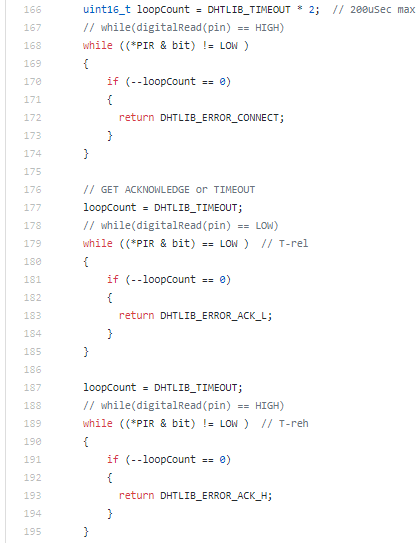 166 uint16_t loopCount = DHTLIB_TIMEOUT * 2;  // 200uSec max
167 // while(digitalRead(pin) == HIGH)
168 while ((*PIR & bit) != LOW )
169 {
170     if (--loopCount == 0)
171     {
172       return DHTLIB_ERROR_CONNECT;
173     }
174 }
175
176 // GET ACKNOWLEDGE or TIMEOUT
177 loopCount = DHTLIB_TIMEOUT;
178 // while(digitalRead(pin) == LOW)
179 while ((*PIR & bit) == LOW )  // T-rel
180 {
181     if (--loopCount == 0)
182     {
183       return DHTLIB_ERROR_ACK_L;
184     }
185 }
186
187 loopCount = DHTLIB_TIMEOUT;
188 // while(digitalRead(pin) == HIGH)
189 while ((*PIR & bit) != LOW )  // T-reh
190 {
191     if (--loopCount == 0)
192     {
193       return DHTLIB_ERROR_ACK_H;
194     }
195 }